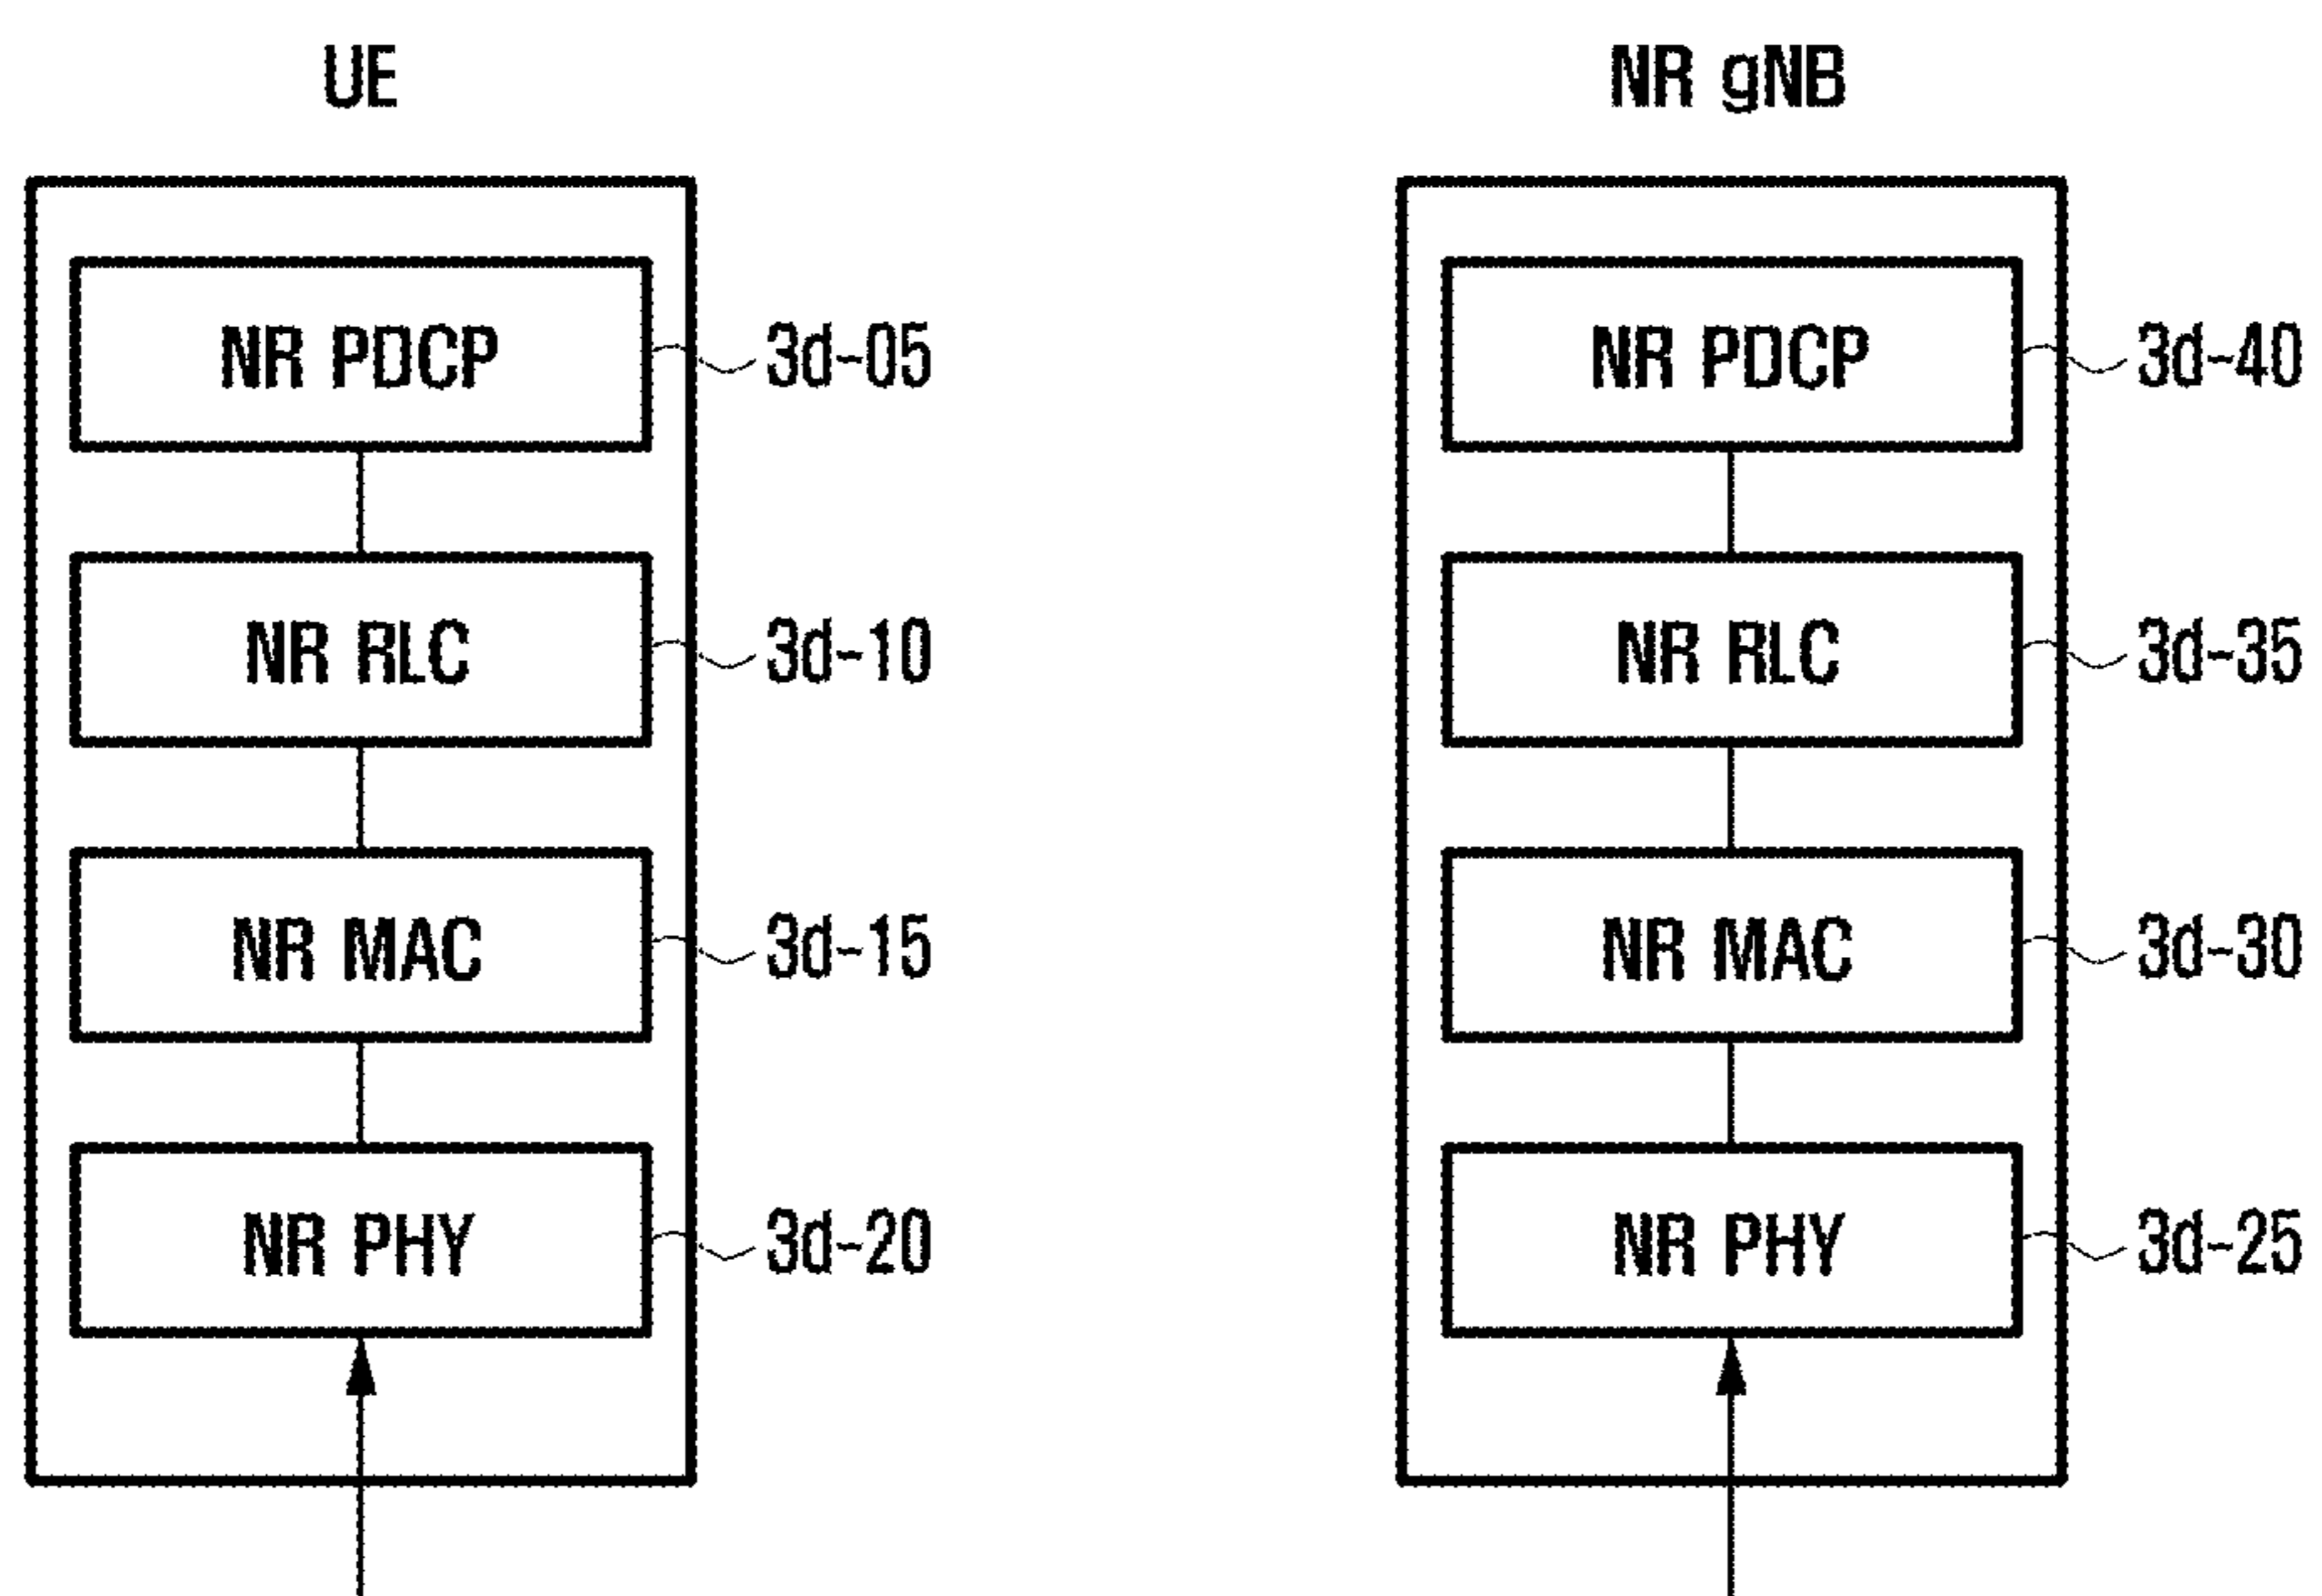 UE
NR gNB
NR PDCP
3d-05
NR PDCP
3d-40
NR RLC
3d-10
NR RLC
3d-35
NR MAC
3d-15
NR MAC
3d-30
NR PHY
3d-20
NR PHY
3d-25